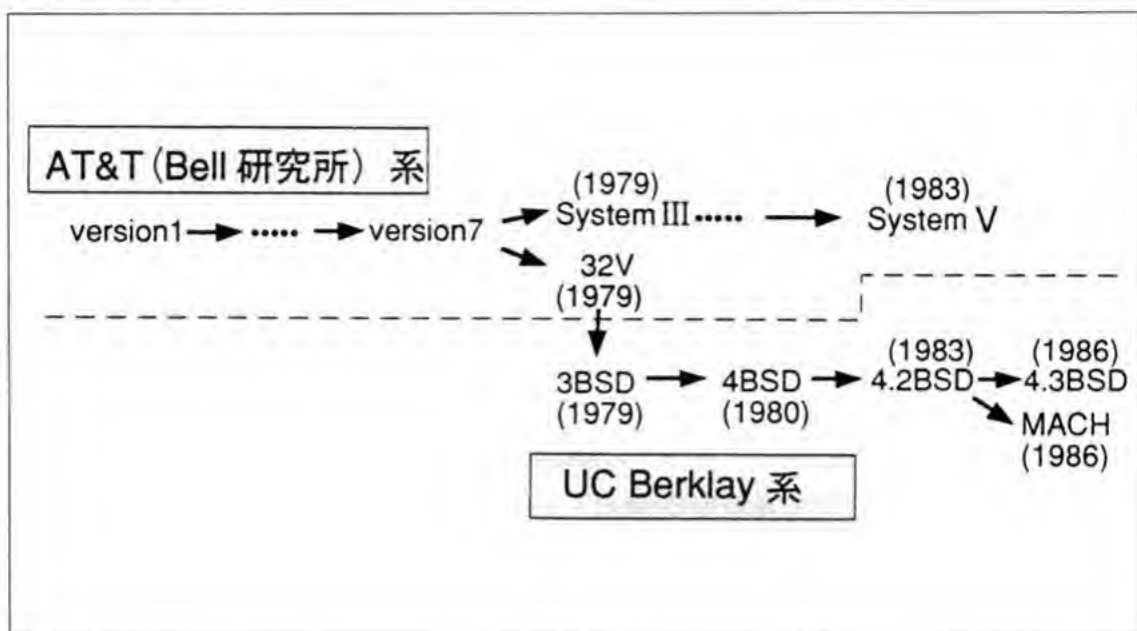 AT&T(Bell 研究所) 系
(1979)
(1983)
version1 ..... version7 System III ..... System V
32V
(1979)
(1983) (1986)
3BSD 4BSD 4.2BSD 4.3BSD
(1979) (1980) MACH
(1986)
UC Berklay 系